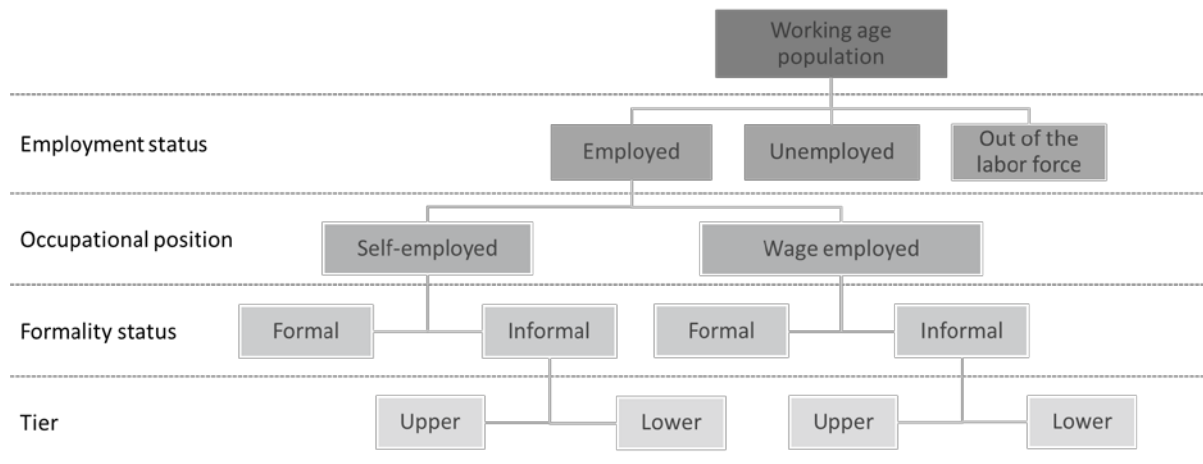 Working age
population
Employment status
Employed
Unemployed
Out of the
labor force
Occupational position
Self-employed
Wage employed
Formality status
Formal
Informal
Formal
Informal
Tier
Upper
Lower
Upper
Lower